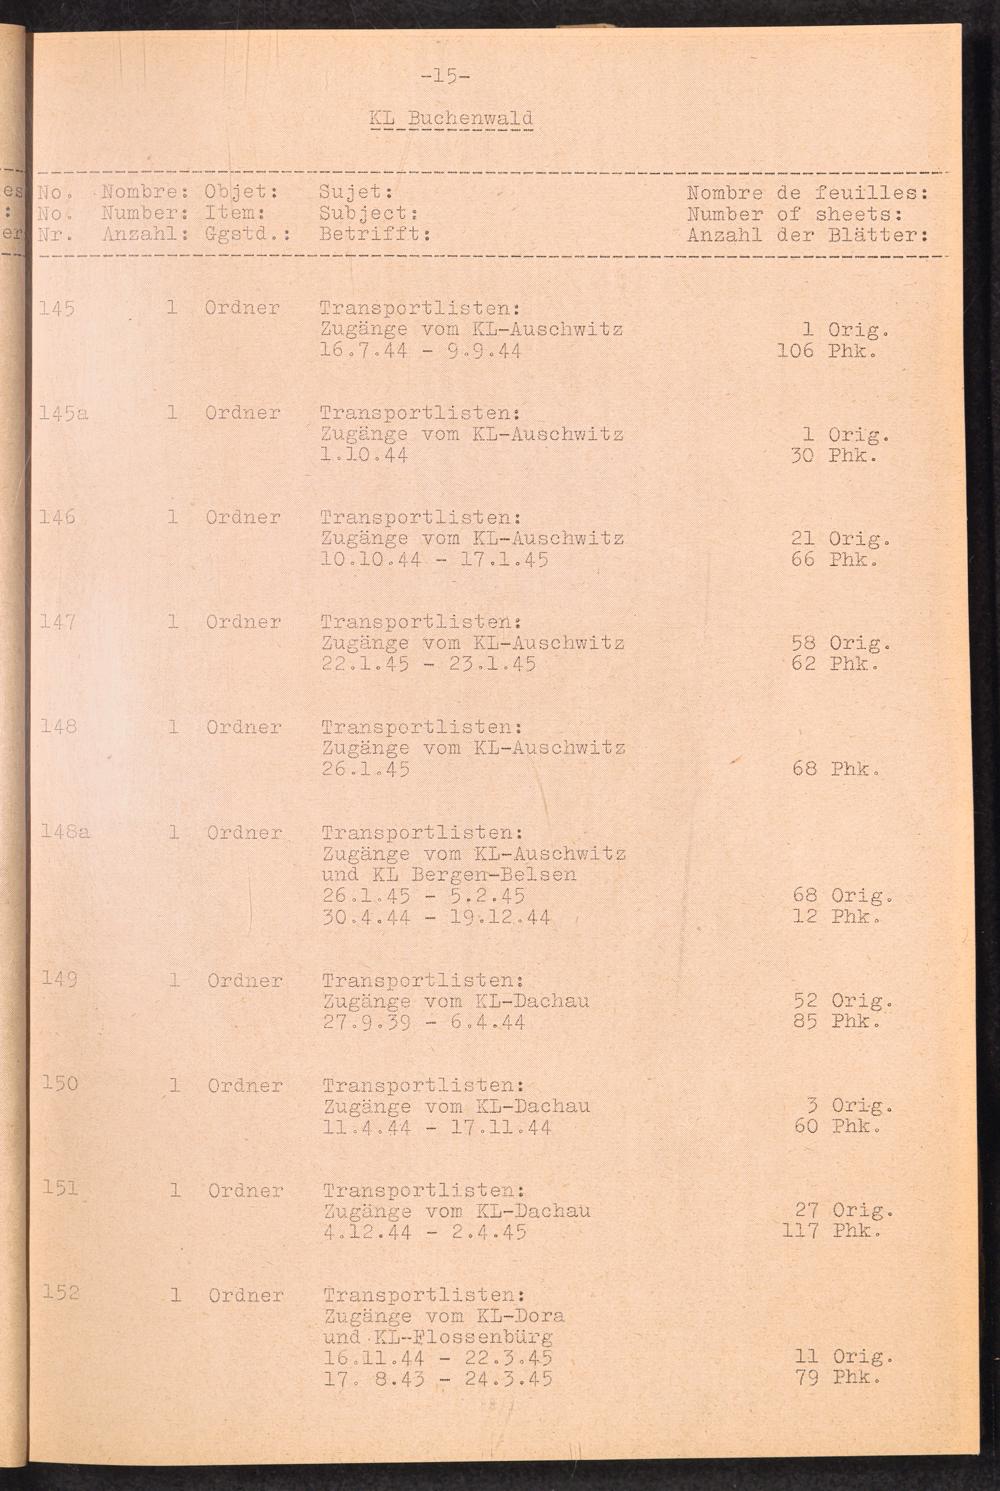 -15-
KL Buchenwald
No. Nombre: Objet: Sujet: Nombre de feuilles:
No. Number: Item: Subject: Number of sheets:
Nr. Anzahl: Ggstd.: Betrifft: Anzahl der Blätter:
145 1 Ordner Transportlisten:
Zugänge vom KL-Auschwitz 1 Orig.
16.7.44 - 9.9.44 106 Phk.
145a 1 Ordner Transportlisten:
Zugänge vom KL-Auschwitz 1 Orig.
1.10.44 30 Phk.
146 1 Ordner Transportlisten:
Zugänge vom KL-Auschwitz 21 Orig.
10.10.44 - 17.1.45 66 Phk.
147 1 Ordner Transportlisten:
Zugänge vom KL-Auschwitz 58 Orig.
22.1.45 - 23.1.45 62 Phk.
148 1 Ordner Transportlisten:
Zugänge vom KL-Auschwitz
26.1.45 68 Phk.
148a 1 Ordner Transportlisten:
Zugänge vom KL-Auschwitz
und KL Bergen-Belsen
26.1.45 - 5.2.45 68 Orig.
30.4.44 - 19.12.44 12 Phk.
149 1 Ordner Transportlisten:
Zugänge vom KL-Dachau 52 Orig.
27.9.39 - 6.4.44 85 Phk.
150 1 Ordner Transportlisten:
Zugänge vom KL-Dachau 3 Orig.
11.4.44 - 17.11.44 60 Phk.
151 1 Ordner Transportlisten:
Zugänge vom KL-Dachau 27 Orig.
4.12.44 - 2.4.45 117 Phk.
152 1 Ordner Transportlisten:
Zugänge vom KL-Dora
und KL-Flossenbürg
16.11.44 - 22.3.45 11 Orig.
17. 8.43 - 24.3.45 79 Phk.